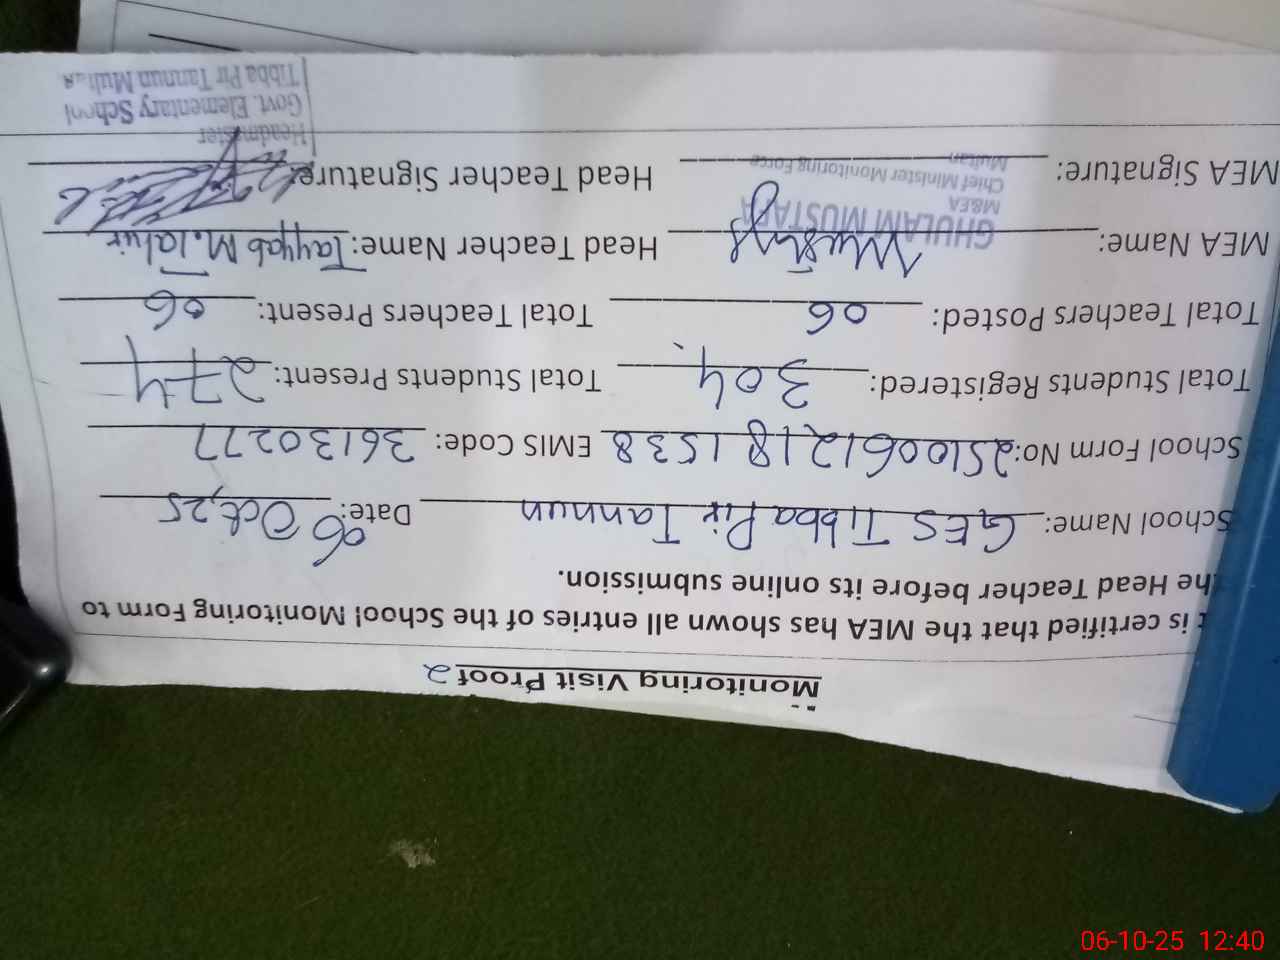 Monitoring Visit Proof 2
It is certified that the MEA has shown all entries of the School Monitoring Form to
the Head Teacher before its online submission.
School Name: GES Tibba Pir Tannun Date: 06 Oct, 25
School Form No: 25100612181538 EMIS Code: 36130277
Total Students Registered: 304 Total Students Present: 274
Total Teachers Posted: 06 Total Teachers Present: 06
MEA Name: Head Teacher Name: Tayyab M.
GHULAM MUSTAFA
M&EA
Chief Minister Monitoring Force
Multan
MEA Signature: Head Teacher Signature:
Headmaster
Govt. Elementary School
Tibba Pir Tannun Multan
06-10-25 12:40